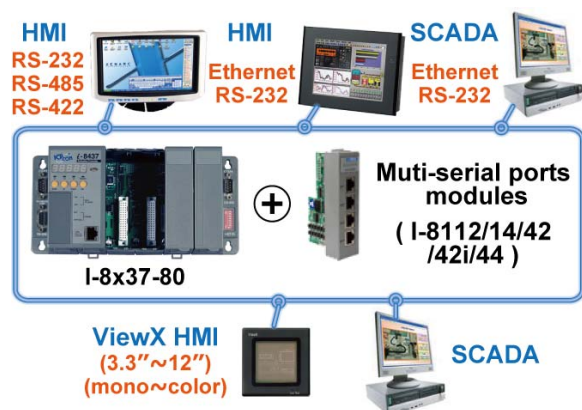 HMI
RS-232
RS-485
RS-422
HMI
Ethernet
RS-232
SCADA
Ethernet
RS-232
i-8437
I-8x37-80
+
Muti-serial ports
modules
( I-8112/14/42
/42i/44 )
ViewX HMI
(3.3″~12″)
(mono~color)
SCADA